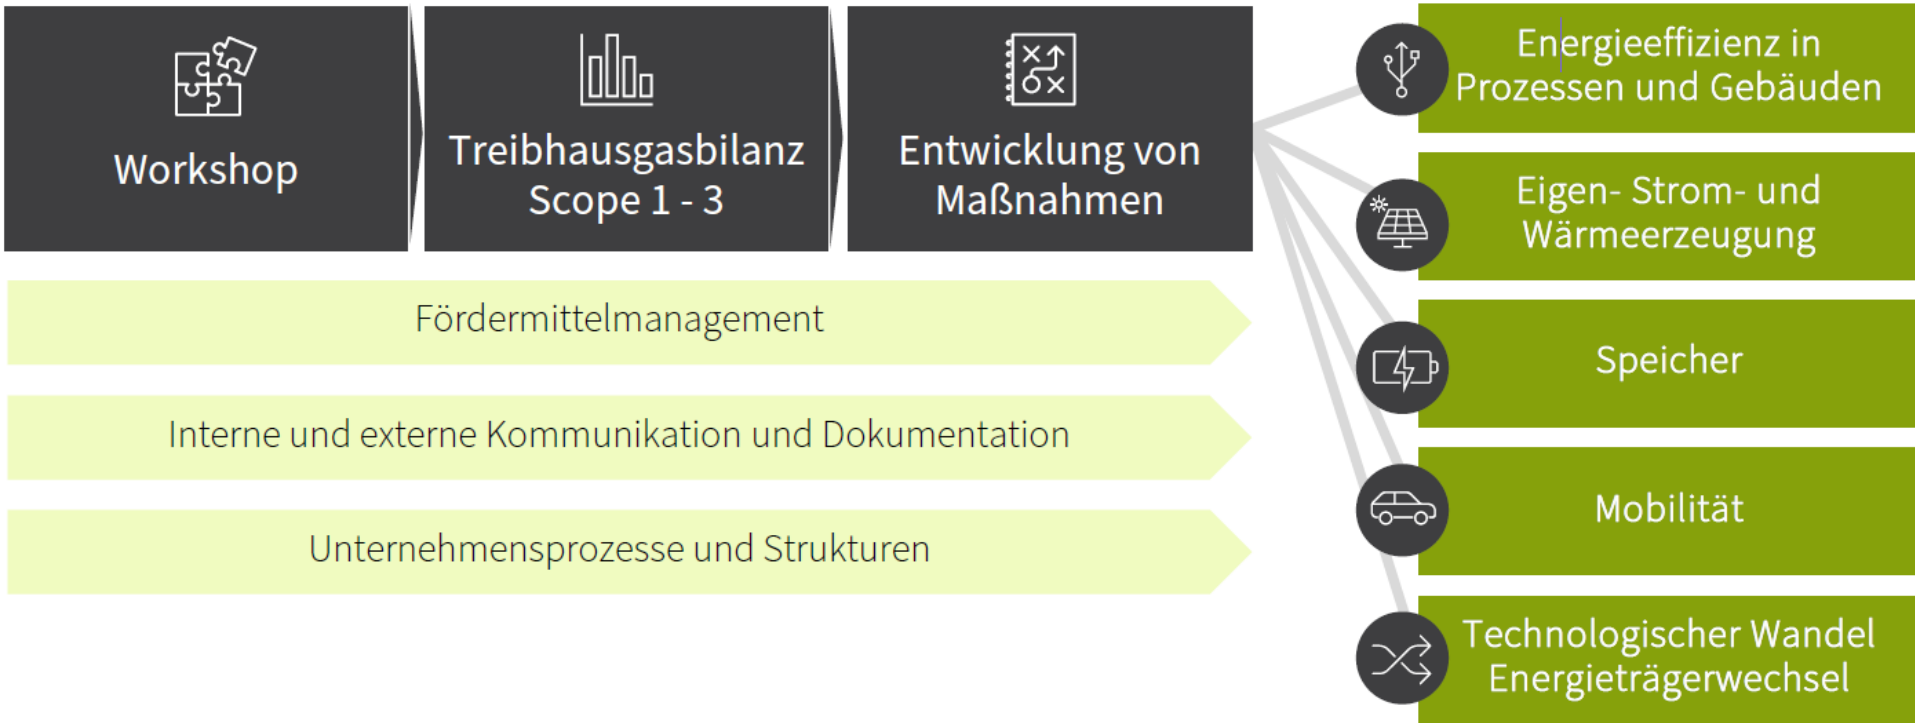 Workshop
Treibhausgasbilanz
Scope 1 - 3
Entwicklung von
Maßnahmen
Fördermittelmanagement
Interne und externe Kommunikation und Dokumentation
Unternehmensprozesse und Strukturen
Energieeffizienz in
Prozessen und Gebäuden
Eigen- Strom- und
Wärmeerzeugung
Speicher
Mobilität
Technologischer Wandel
Energieträgerwechsel